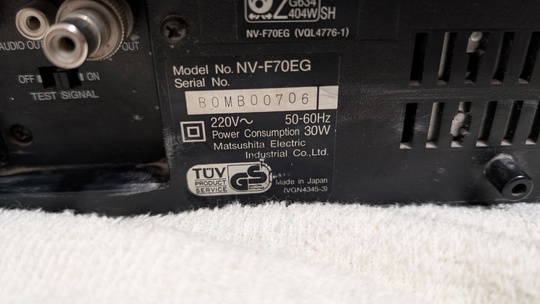 G634
404W SH
NV-F70EG (VQL4776-1)
AUDIO OUT
OFF ON
TEST SIGNAL
Model No. NV-F70EG
Serial No.
B0MB00706
220V~ 50-60Hz
Power Consumption 30W
Matsushita Electric
Industrial Co., Ltd.
TÜV
PRODUCT
SERVICE
GS
Made in Japan
(VGN4345-3)